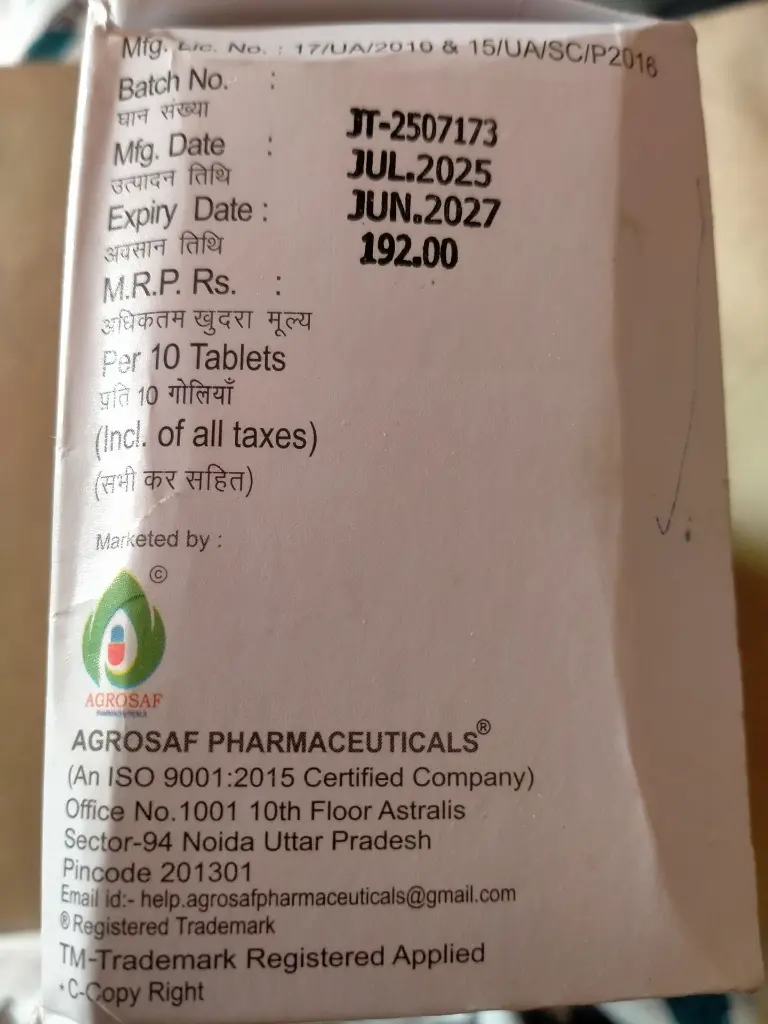 Mfg. Lic. No. : 17/UA/2010 & 15/UA/SC/P2016
Batch No. : JT-2507173
घान संख्या
Mfg. Date : JUL.2025
उत्पादन तिथि
Expiry Date : JUN.2027
अवसान तिथि
M.R.P. Rs. : 192.00
अधिकतम खुदरा मूल्य
Per 10 Tablets
प्रति 10 गोलियाँ
(Incl. of all taxes)
(सभी कर सहित)
Marketed by :
©
AGROSAF
PHARMACEUTICALS
AGROSAF PHARMACEUTICALS®
(An ISO 9001:2015 Certified Company)
Office No.1001 10th Floor Astralis
Sector-94 Noida Uttar Pradesh
Pincode 201301
Email id:- help.agrosafpharmaceuticals@gmail.com
®Registered Trademark
TM-Trademark Registered Applied
*C-Copy Right